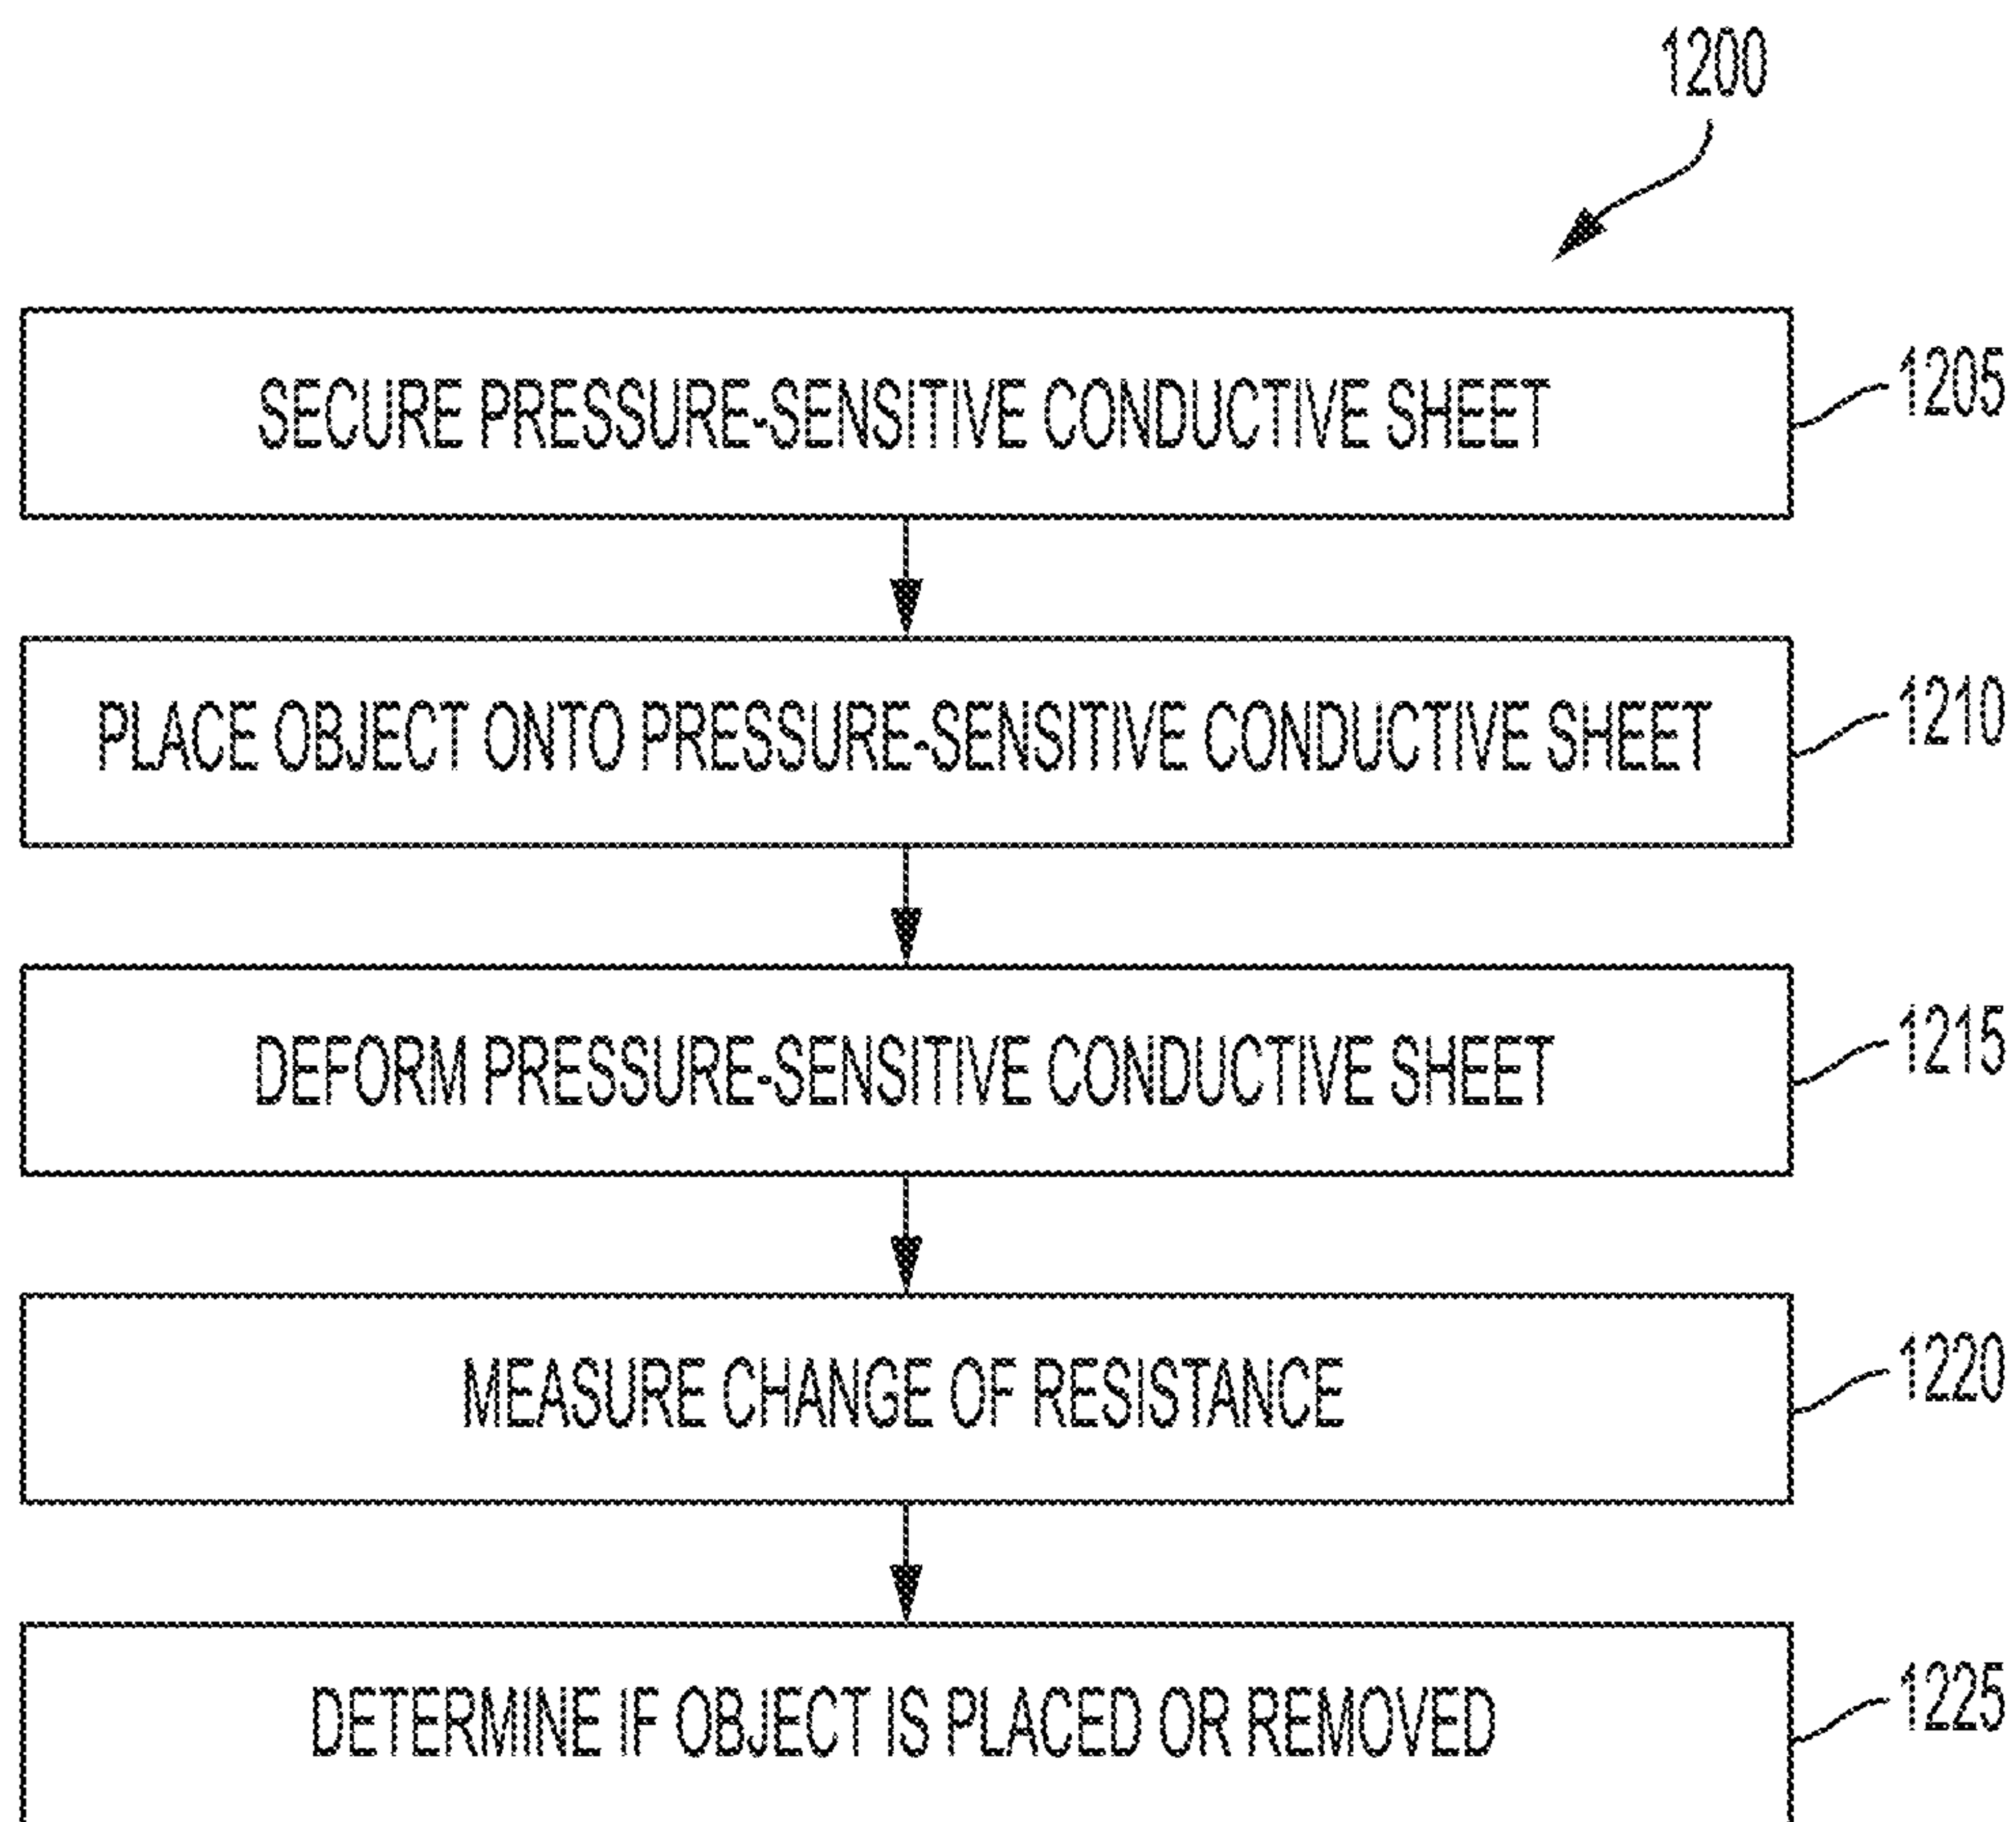 1200
SECURE PRESSURE-SENSITIVE CONDUCTIVE SHEET
1205
PLACE OBJECT ONTO PRESSURE-SENSITIVE CONDUCTIVE SHEET
1210
DEFORM PRESSURE-SENSITIVE CONDUCTIVE SHEET
1215
MEASURE CHANGE OF RESISTANCE
1220
DETERMINE IF OBJECT IS PLACED OR REMOVED
1225